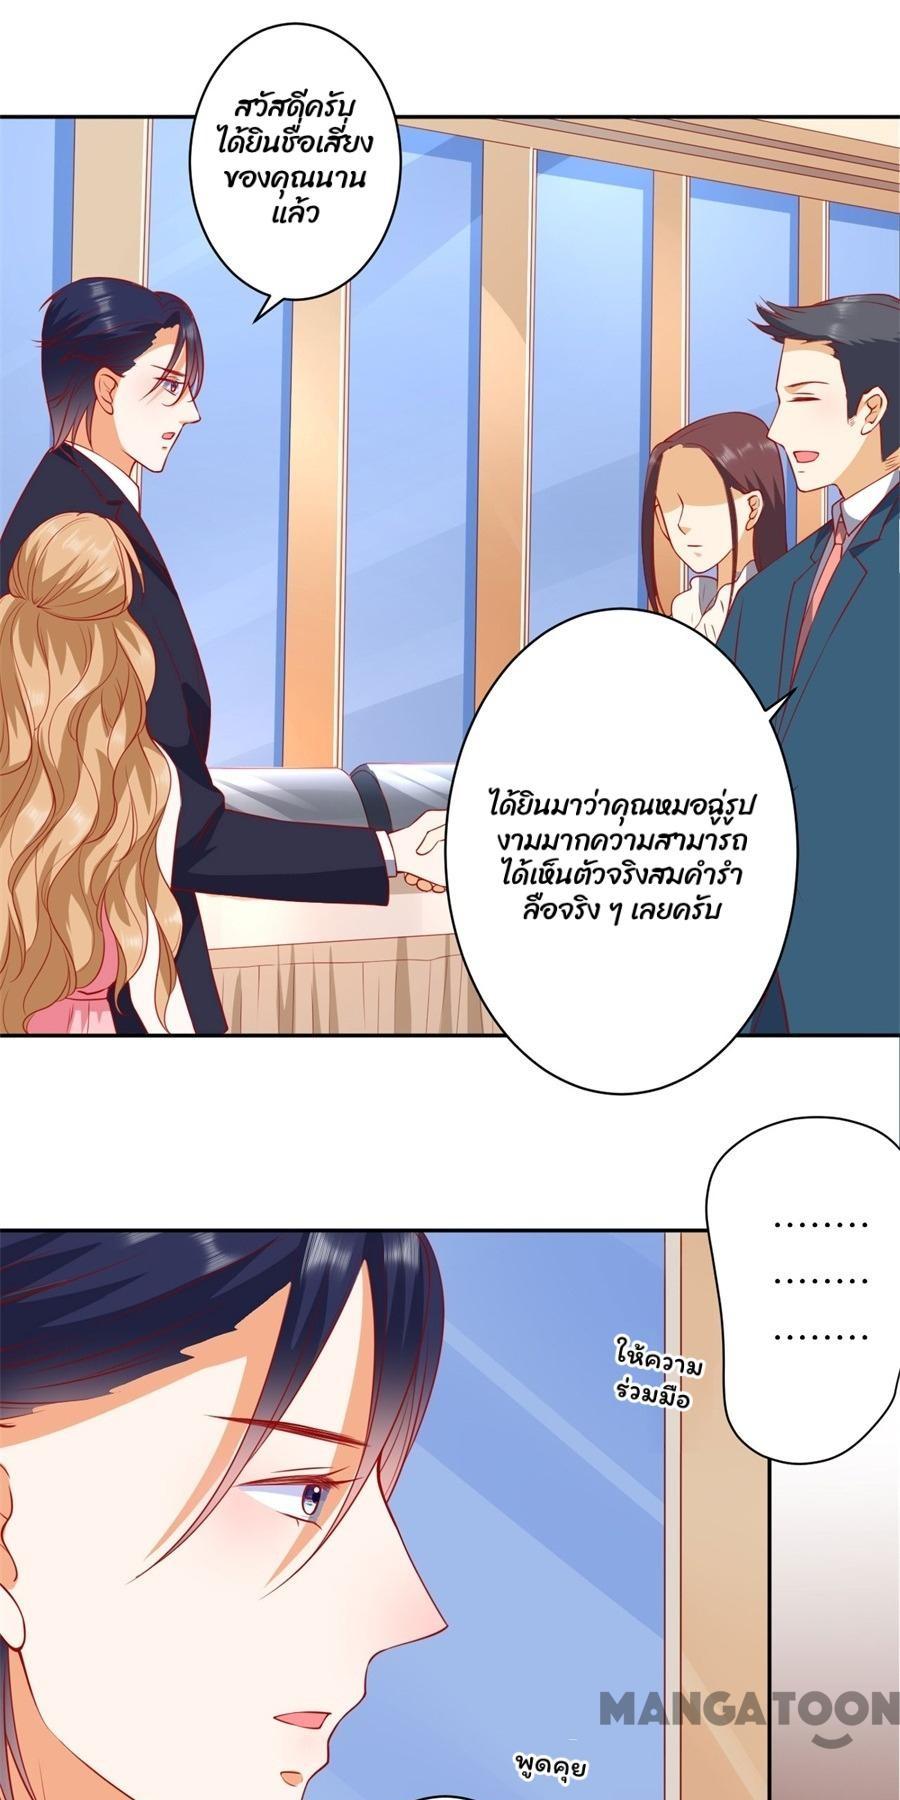 สวัสดีครับ
ได้ยินชื่อเสี่ยง
ของคุณนาน
แล้ว
ได้ยินมาว่าคุณหมอฉู่รูป
งามมากความสามารถ
ได้เห็นตัวจริงสมคำรำ
ลือจริง ๆ เลยครับ
........
........
........
ให้ความ
ร่วมมือ
MANGATOON
พูดคุย